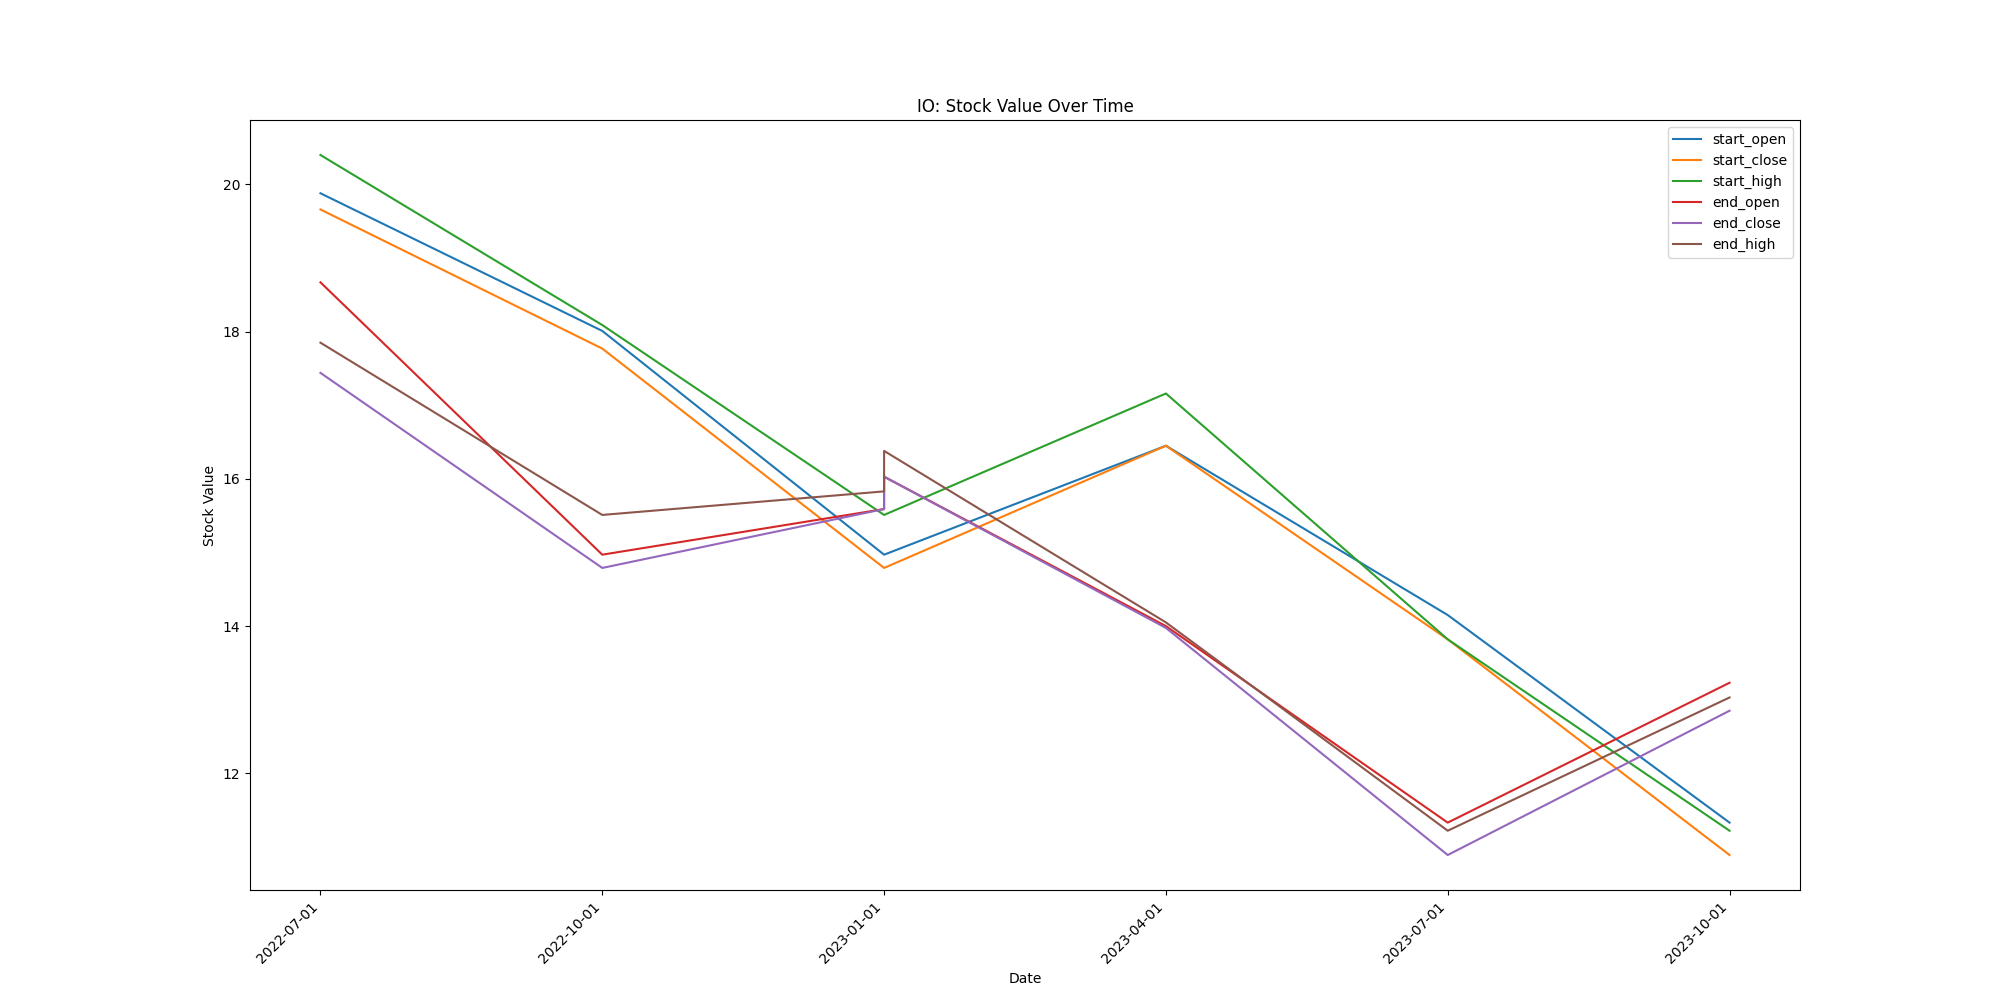 IO: Stock Value Over Time
start_open
start_close
start_high
end_open
end_close
end_high
Stock Value
20
18
16
14
12
2022-07-01
2022-10-01
2023-01-01
2023-04-01
2023-07-01
2023-10-01
Date